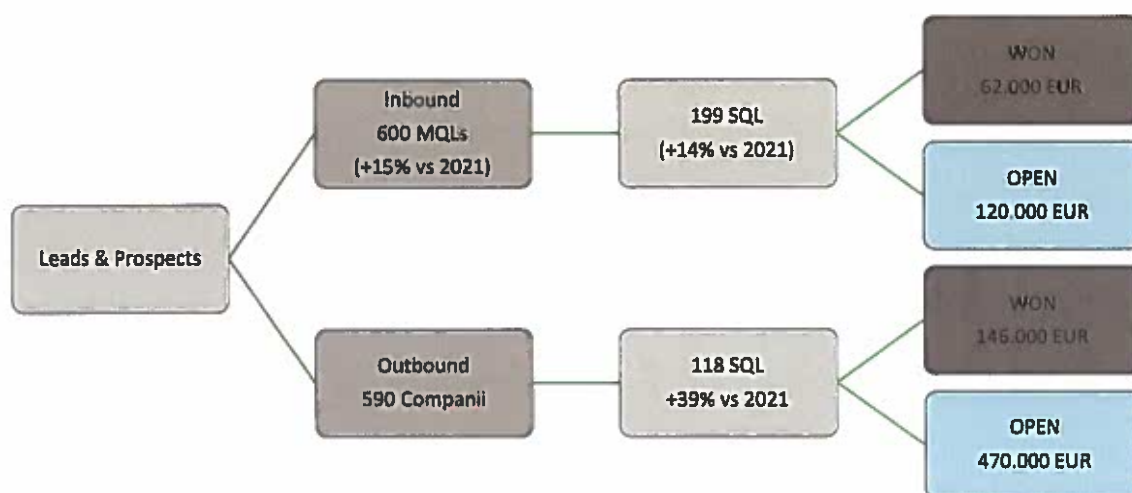 Leads & Prospects
Inbound
600 MQLs
(+15% vs 2021)
199 SQL
(+14% vs 2021)
WON
62.000 EUR
OPEN
120.000 EUR
Outbound
590 Companii
118 SQL
+39% vs 2021
WON
146.000 EUR
OPEN
470.000 EUR